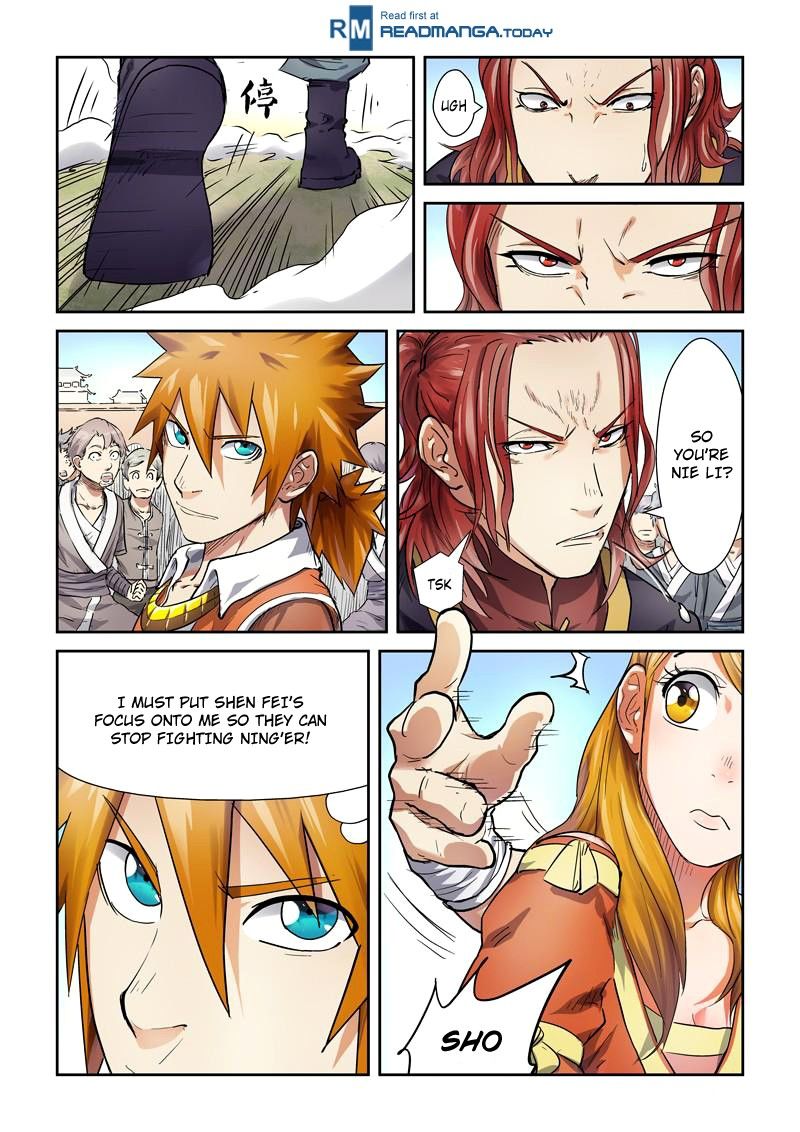 RM
Read first at
READMANGA.TODAY
停
UGH
SO
YOU'RE
NIE LI?
TSK
I MUST PUT SHEN FEI'S
FOCUS ONTO ME SO THEY CAN
STOP FIGHTING NING'ER!
SHO